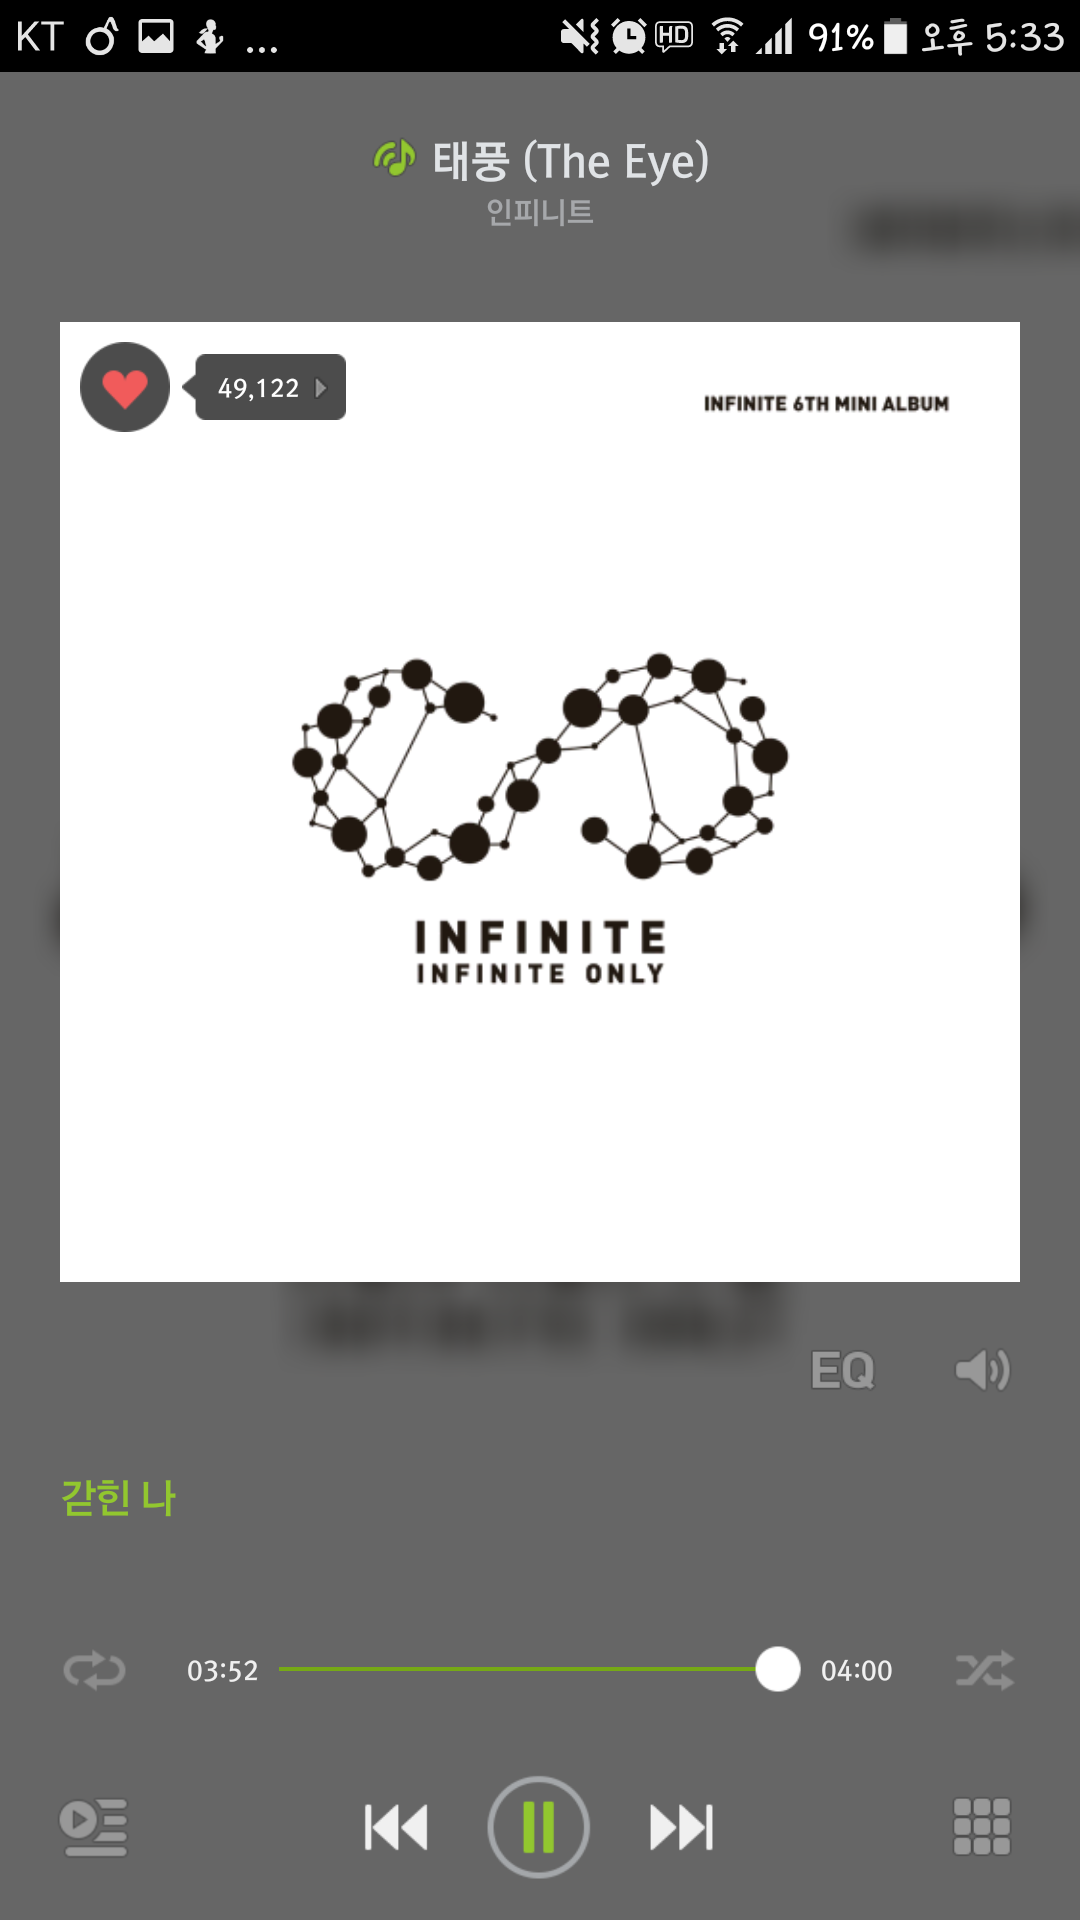 KT ... HD 91% 오후 5:33
태풍 (The Eye)
인피니트
49,122
INFINITE 6TH MINI ALBUM
INFINITE
INFINITE ONLY
EQ
갇힌 나
03:52 04:00